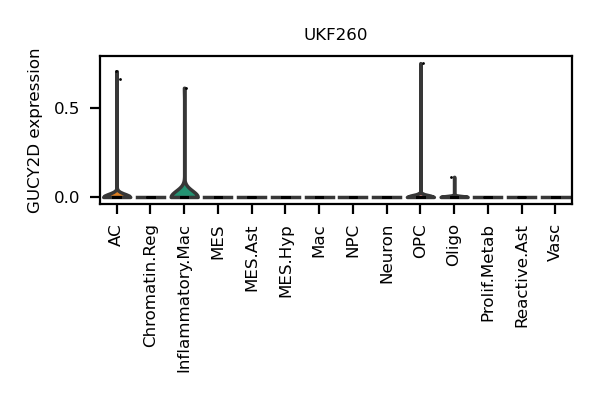 UKF260
GUCY2D expression
0.5
0.0
AC
Chromatin.Reg
Inflammatory.Mac
MES
MES.Ast
MES.Hyp
Mac
NPC
Neuron
OPC
Oligo
Prolif.Metab
Reactive.Ast
Vasc